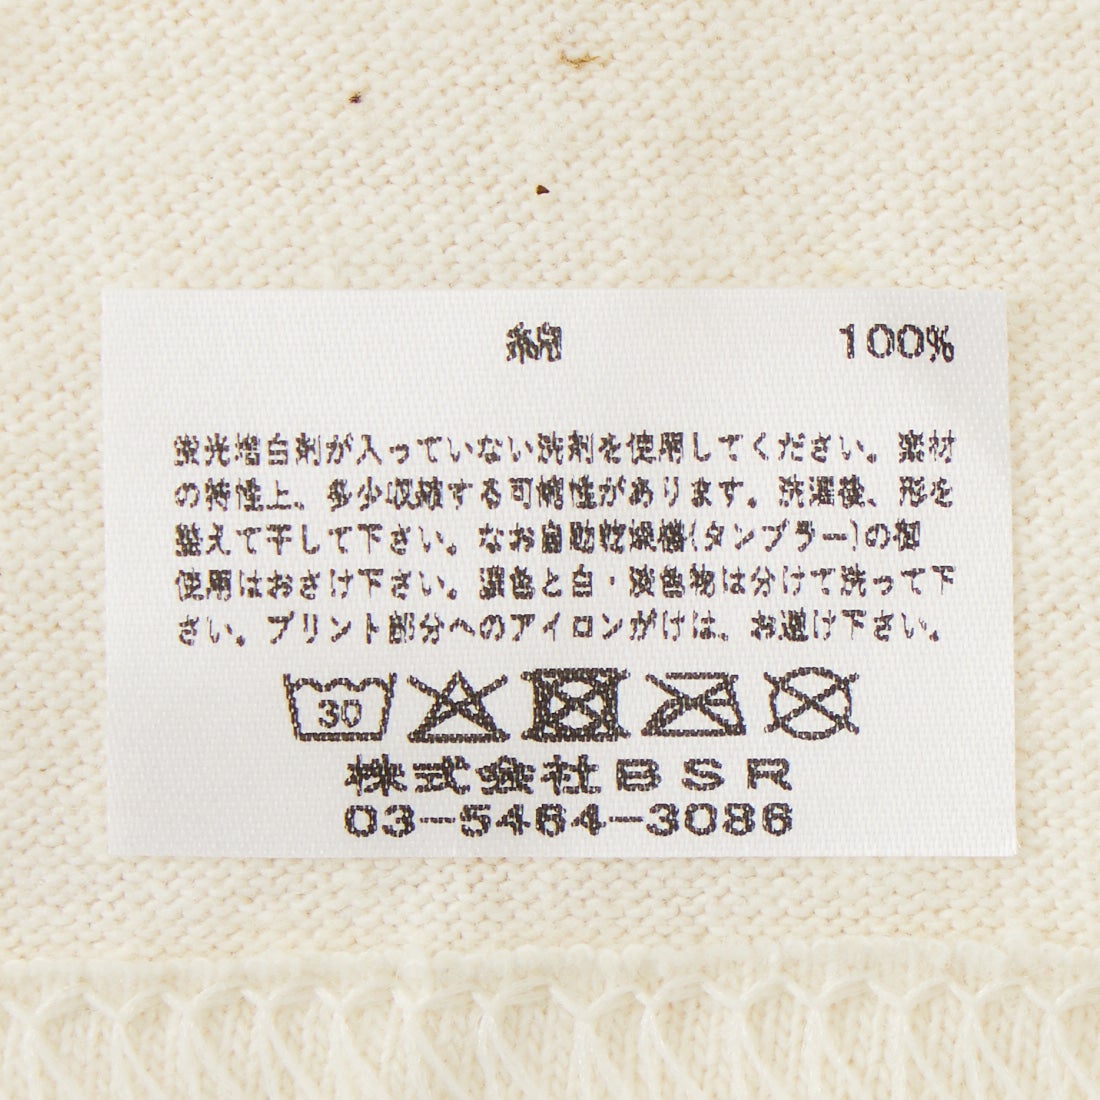 綿 100%
蛍光増白剤が入っていない洗剤を使用してください。素材
の特性上、多少収縮する可能性があります。洗濯後、形を
整えて干して下さい。なお自動乾燥機(タンブラー)の御
使用はおさけ下さい。濃色と白・淡色物は分けて洗って下
さい。プリント部分へのアイロンがけは、お避け下さい。
30
株式会社BSR
03-5464-3086